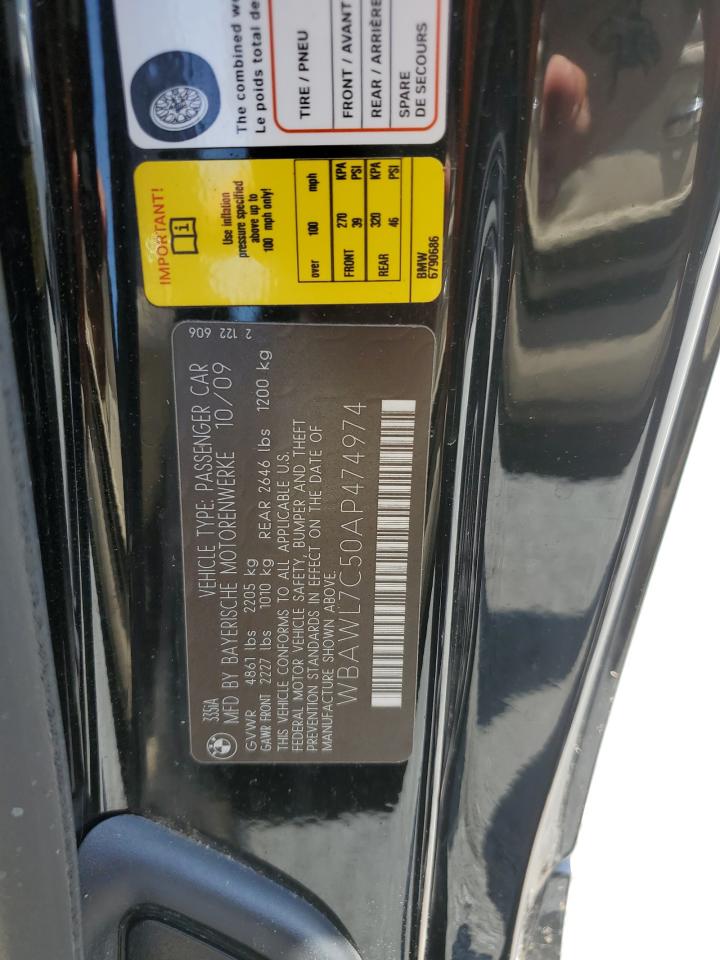 The combined we
Le poids total de
TIRE / PNEU
FRONT / AVANT
REAR / ARRIÈRE
SPARE
DE SECOURS
IMPORTANT!
i
Use inflation
pressure specified
above up to
100 mph only!
over 100 mph
FRONT 270 KPA
39 PSI
REAR 320 KPA
46 PSI
BMW
6790686
2 122 606
335iA VEHICLE TYPE: PASSENGER CAR
MFD BY BAYERISCHE MOTORENWERKE 10/09
GVWR 4861 lbs 2205 kg
GAWR FRONT 2227 lbs 1010 kg REAR 2646 lbs 1200 kg
THIS VEHICLE CONFORMS TO ALL APPLICABLE U.S.
FEDERAL MOTOR VEHICLE SAFETY, BUMPER AND THEFT
PREVENTION STANDARDS IN EFFECT ON THE DATE OF
MANUFACTURE SHOWN ABOVE.
WBAWL7C50AP474974